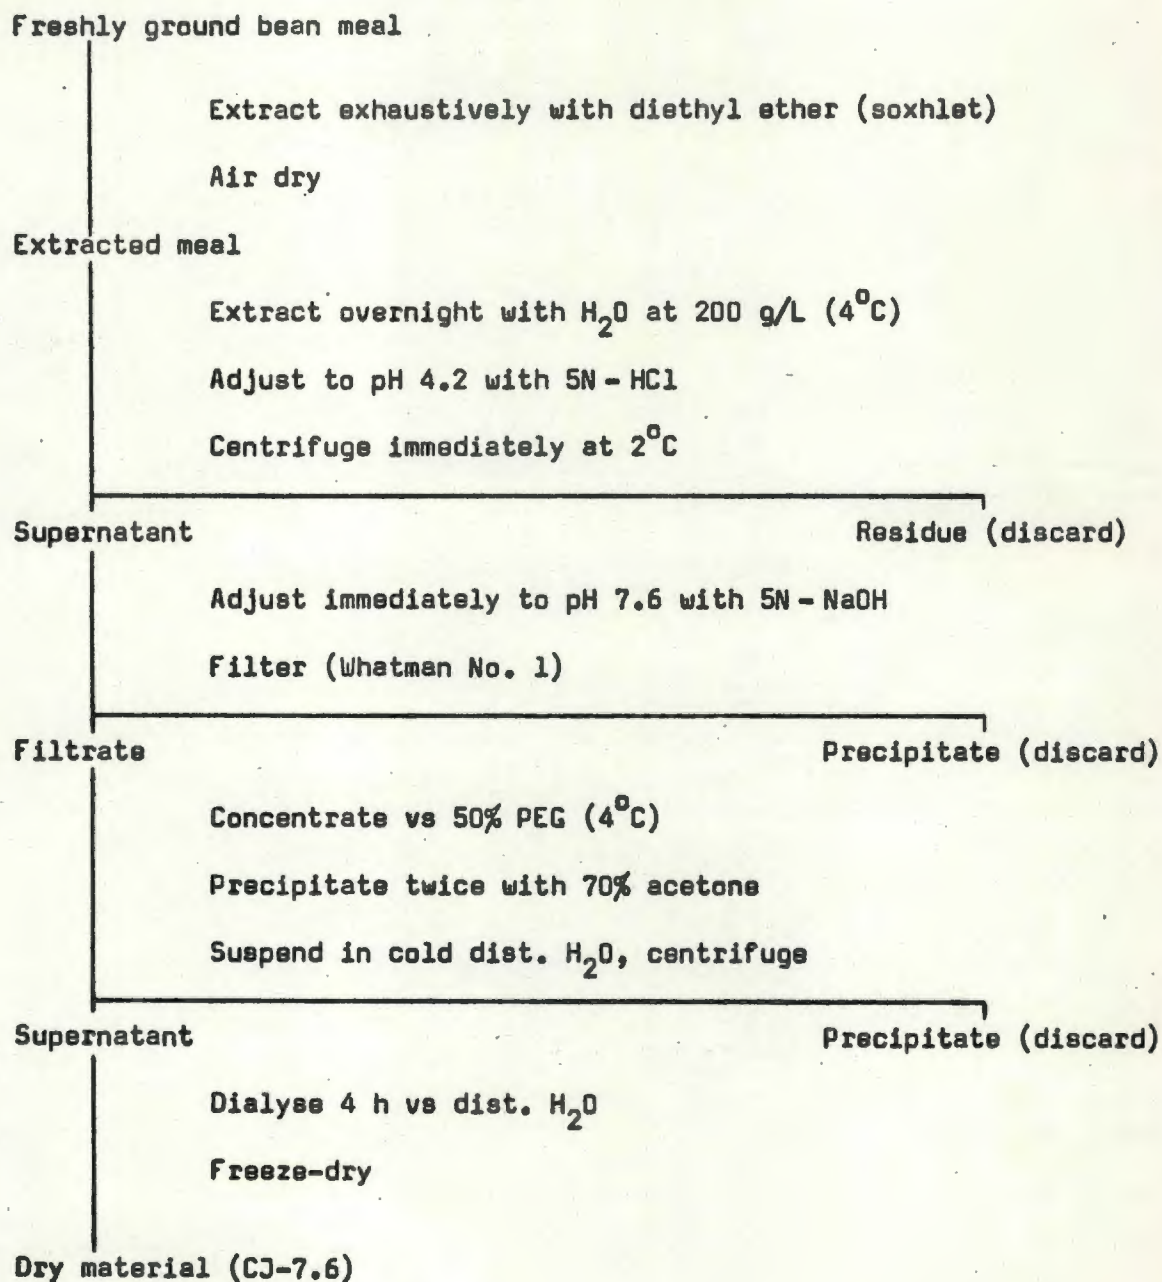 Freshly ground bean meal
Extract exhaustively with diethyl ether (soxhlet)
Air dry
Extracted meal
Extract overnight with H₂O at 200 g/L (4°C)
Adjust to pH 4.2 with 5N-HCl
Centrifuge immediately at 2°C
Supernatant Residue (discard)
Adjust immediately to pH 7.6 with 5N-NaOH
Filter (Whatman No. 1)
Filtrate Precipitate (discard)
Concentrate vs 50% PEG (4°C)
Precipitate twice with 70% acetone
Suspend in cold dist. H₂O, centrifuge
Supernatant Precipitate (discard)
Dialyse 4 h vs dist. H₂O
Freeze-dry
Dry material (CJ-7.6)